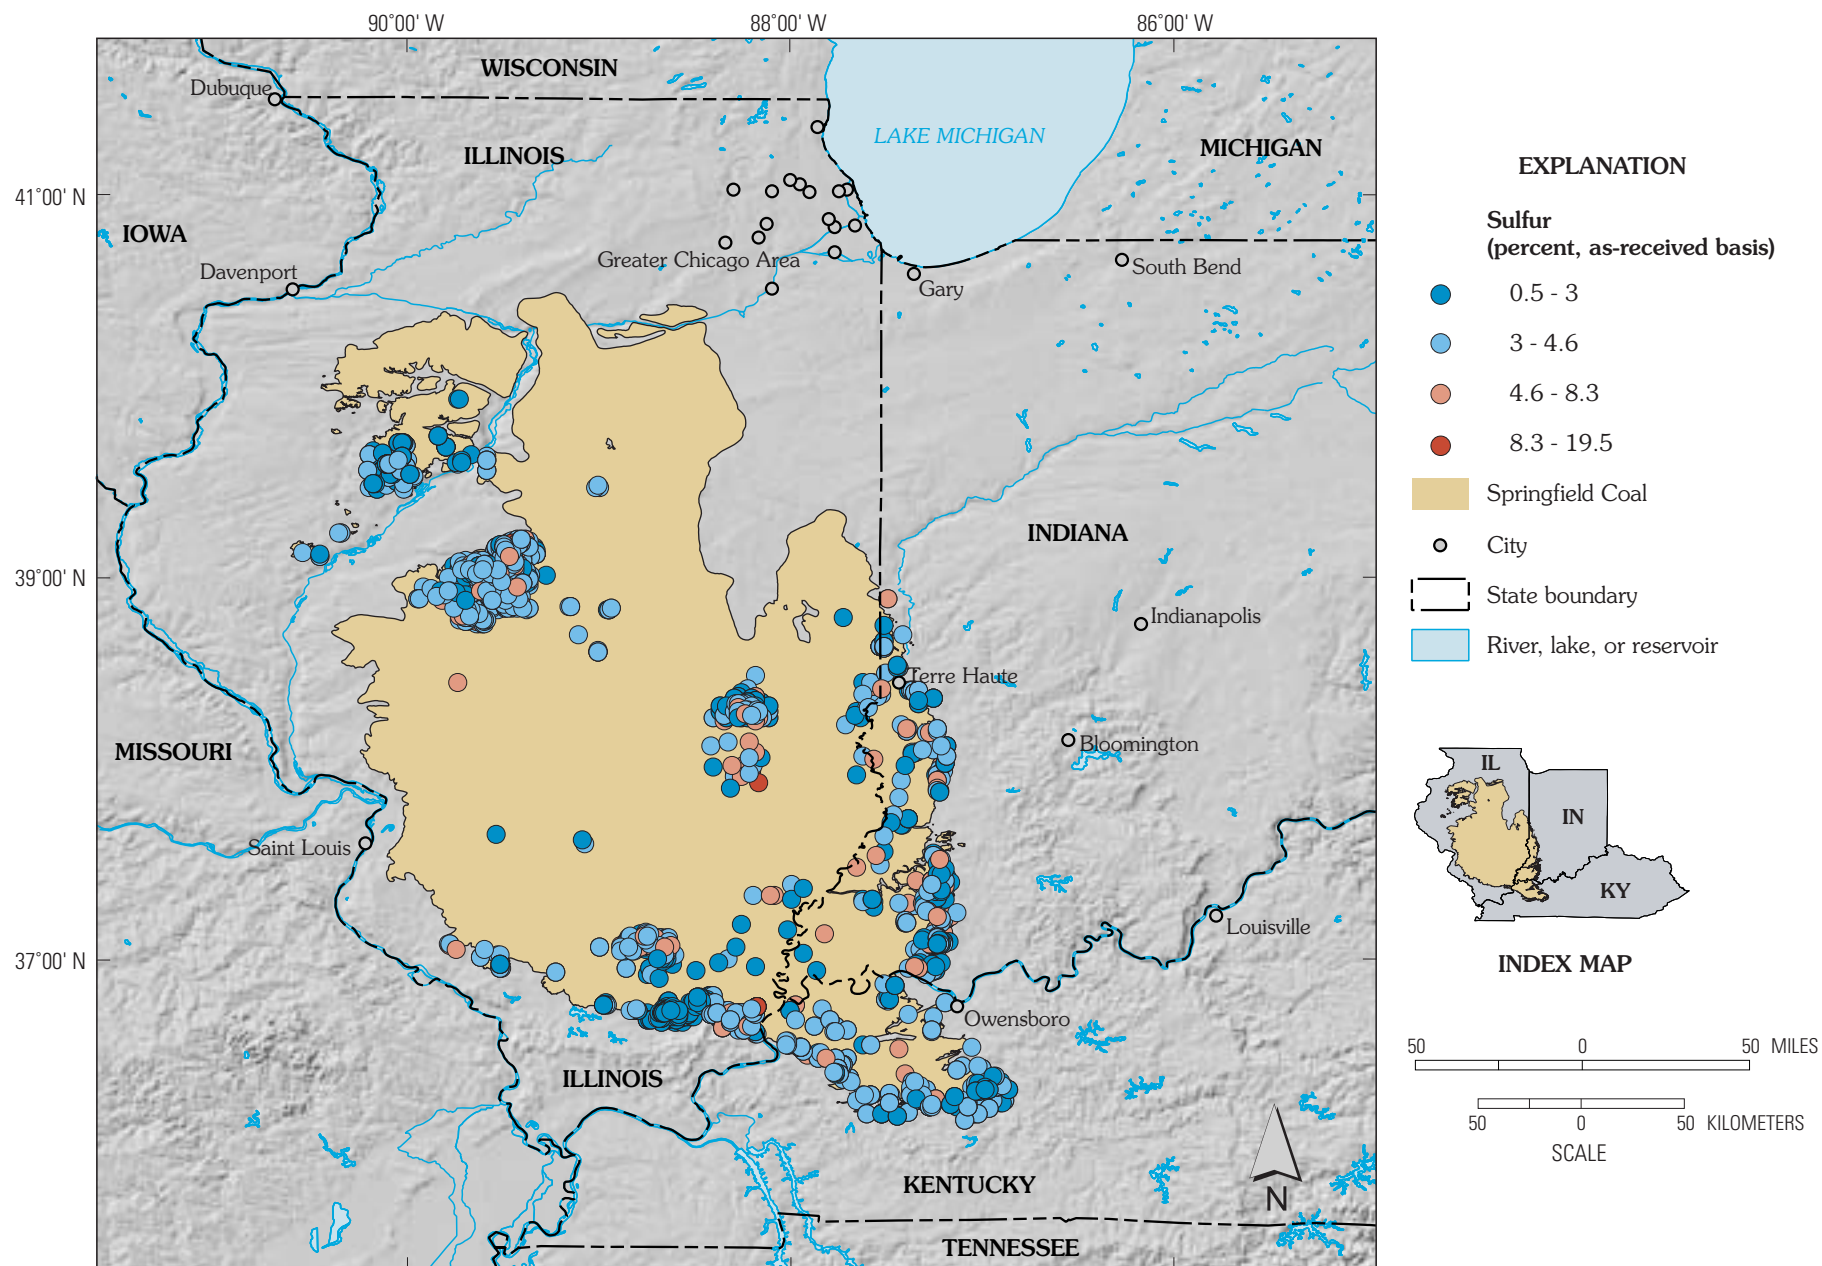 90°00' W
88°00' W
86°00' W
WISCONSIN
Dubuque
LAKE MICHIGAN
ILLINOIS
MICHIGAN
41°00' N
IOWA
Greater Chicago Area
South Bend
Davenport
Gary
INDIANA
39°00' N
Indianapolis
Terre Haute
MISSOURI
Bloomington
Saint Louis
Louisville
37°00' N
Owensboro
ILLINOIS
KENTUCKY
N
TENNESSEE
EXPLANATION
Sulfur
(percent, as-received basis)
0.5 - 3
3 - 4.6
4.6 - 8.3
8.3 - 19.5
Springfield Coal
City
State boundary
River, lake, or reservoir
IL
IN
KY
INDEX MAP
50 0 50 MILES
50 0 50 KILOMETERS
SCALE